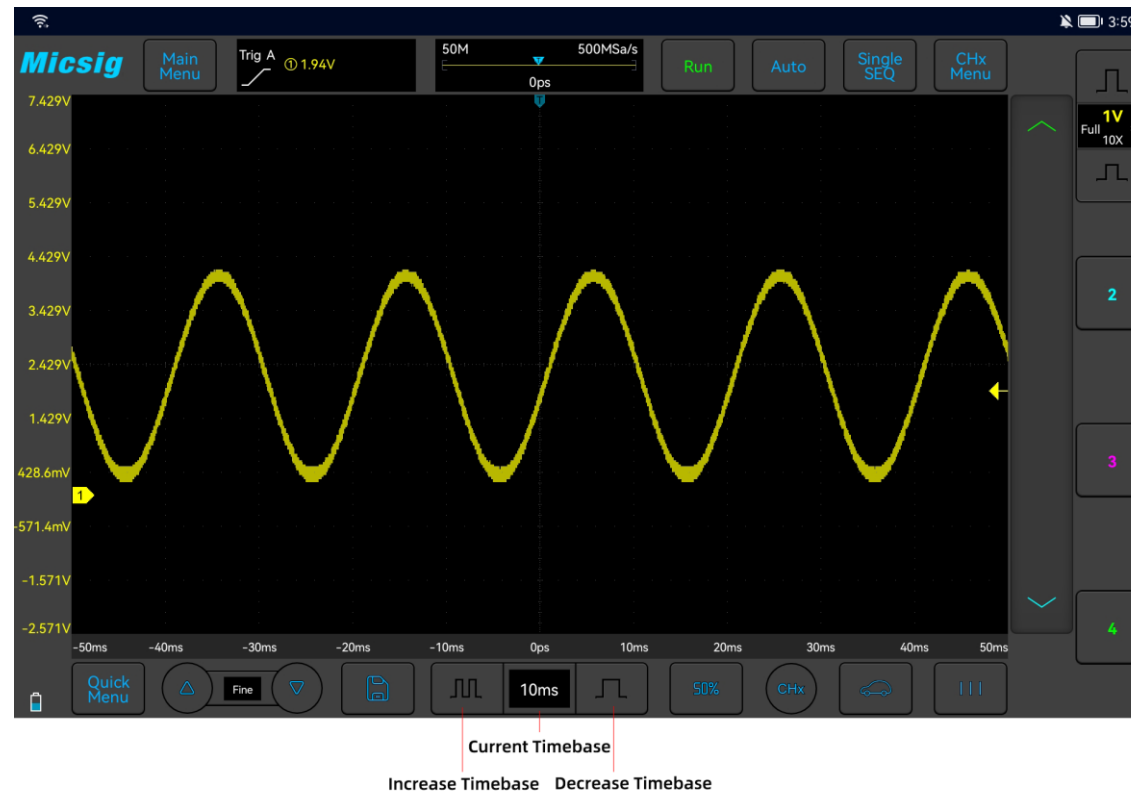 3:59
Micsig
Main
Menu
Trig A
① 1.94V
50M 500MSa/s
T
0ps
Run
Auto
Single
SEQ
CHx
Menu
7.429V
6.429V
5.429V
4.429V
3.429V
2.429V
1.429V
428.6mV
1
-571.4mV
-1.571V
-2.571V
T
1V
Full
10X
2
3
4
-50ms -40ms -30ms -20ms -10ms 0ps 10ms 20ms 30ms 40ms 50ms
Quick
Menu
Fine
10ms
50%
CHx
Current Timebase
Increase Timebase Decrease Timebase